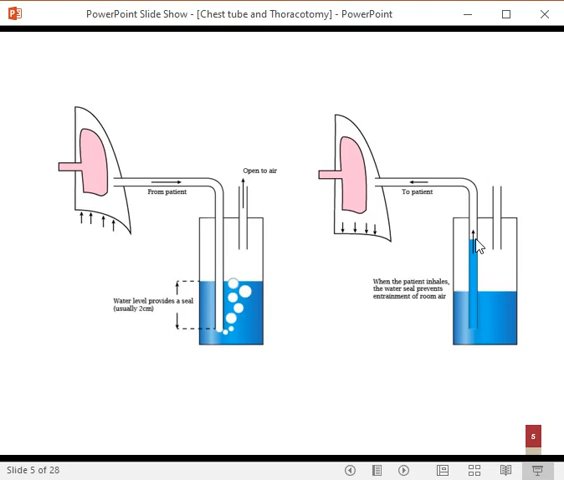 PowerPoint Slide Show - [Chest tube and Thoracotomy] - PowerPoint
Open to air
From patient
To patient
Water level provides a seal
(usually 2cm)
When the patient inhales,
the water seal prevents
entrainment of room air
5
Slide 5 of 28